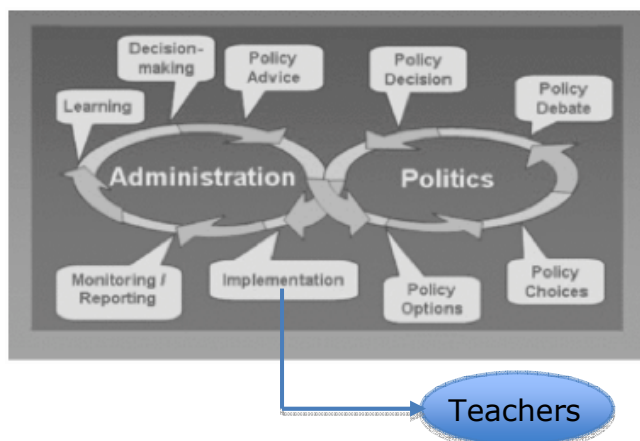 Decision-
making
Policy
Advice
Policy
Decision
Policy
Debate
Learning
Administration
Politics
Monitoring /
Reporting
Implementation
Policy
Options
Policy
Choices
Teachers